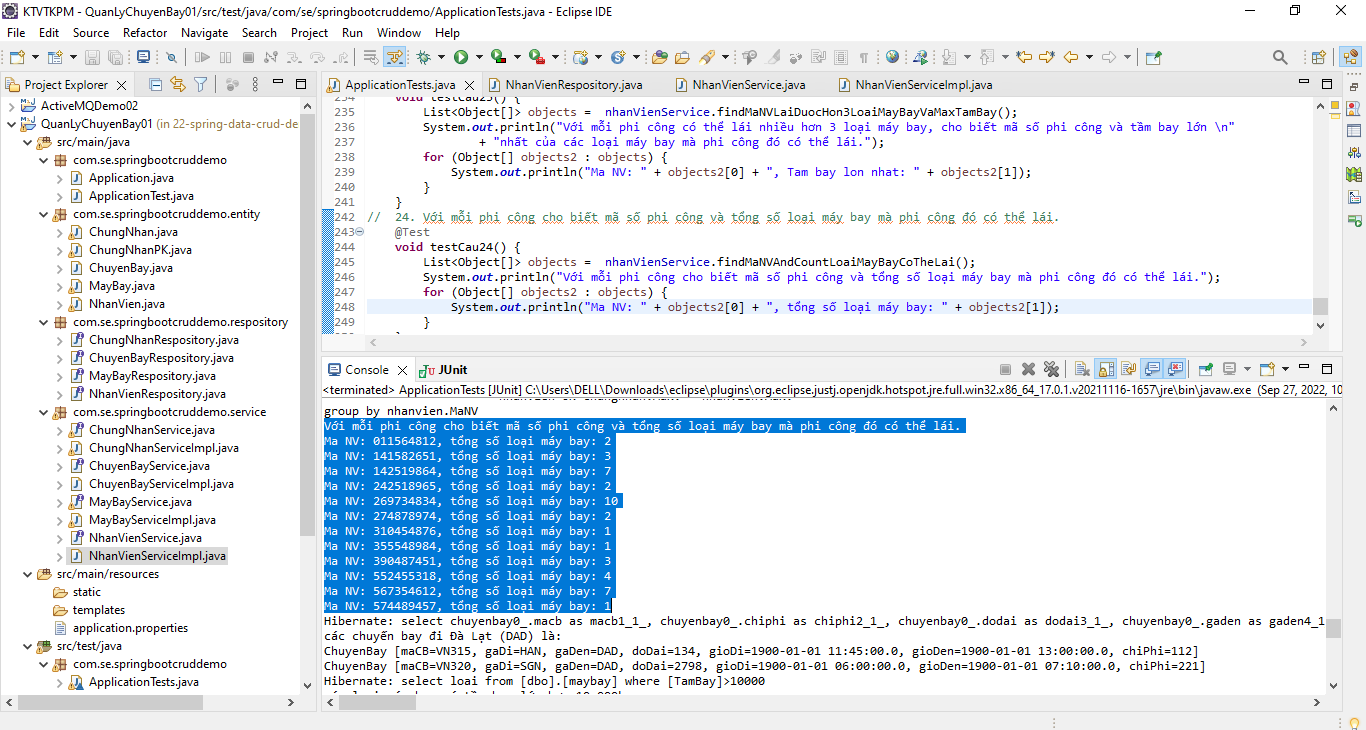 KTVTKPM - QuanLyChuyenBay01/src/test/java/com/se/springbootcruddemo/ApplicationTests.java - Eclipse IDE
File Edit Source Refactor Navigate Search Project Run Window Help
Project Explorer
ActiveMQDemo02
QuanLyChuyenBay01 (in 22-spring-data-crud-de
src/main/java
com.se.springbootcruddemo
Application.java
ApplicationTest.java
com.se.springbootcruddemo.entity
ChungNhan.java
ChungNhanPK.java
ChuyenBay.java
MayBay.java
NhanVien.java
com.se.springbootcruddemo.respository
ChungNhanRespository.java
ChuyenBayRespository.java
MayBayRespository.java
NhanVienRespository.java
com.se.springbootcruddemo.service
ChungNhanService.java
ChungNhanServiceImpl.java
ChuyenBayService.java
ChuyenBayServiceImpl.java
MayBayService.java
MayBayServiceImpl.java
NhanVienService.java
NhanVienServiceImpl.java
src/main/resources
static
templates
application.properties
src/test/java
com.se.springbootcruddemo
ApplicationTests.java
ApplicationTests.java NhanVienRespository.java NhanVienService.java NhanVienServiceImpl.java
234 void testCau23() {
235 List<Object[]> objects = nhanVienService.findMaNVLaiDuocHon3LoaiMayBayVaMaxTamBay();
236 System.out.println("Với mỗi phi công có thể lái nhiều hơn 3 loại máy bay, cho biết mã số phi công và tầm bay lớn \n"
237 + "nhất của các loại máy bay mà phi công đó có thể lái.");
238 for (Object[] objects2 : objects) {
239 System.out.println("Ma NV: " + objects2[0] + ", Tam bay lon nhat: " + objects2[1]);
240 }
241 }
242 // 24. Với mỗi phi công cho biết mã số phi công và tổng số loại máy bay mà phi công đó có thể lái.
243 @Test
244 void testCau24() {
245 List<Object[]> objects = nhanVienService.findMaNVAndCountLoaiMayBayCoTheLai();
246 System.out.println("Với mỗi phi công cho biết mã số phi công và tổng số loại máy bay mà phi công đó có thể lái.");
247 for (Object[] objects2 : objects) {
248 System.out.println("Ma NV: " + objects2[0] + ", tổng số loại máy bay: " + objects2[1]);
249 }
Console JUnit
<terminated> ApplicationTests [JUnit] C:\Users\DELL\Downloads\eclipse\plugins\org.eclipse.justj.openjdk.hotspot.jre.full.win32.x86_64_17.0.1.v20211116-1657\jre\bin\javaw.exe (Sep 27, 2022, 10
group by nhanvien.MaNV
Với mỗi phi công cho biết mã số phi công và tổng số loại máy bay mà phi công đó có thể lái.
Ma NV: 011564812, tổng số loại máy bay: 2
Ma NV: 141582651, tổng số loại máy bay: 3
Ma NV: 142519864, tổng số loại máy bay: 7
Ma NV: 242518965, tổng số loại máy bay: 2
Ma NV: 269734834, tổng số loại máy bay: 10
Ma NV: 274878974, tổng số loại máy bay: 2
Ma NV: 310454876, tổng số loại máy bay: 1
Ma NV: 355548984, tổng số loại máy bay: 1
Ma NV: 390487451, tổng số loại máy bay: 3
Ma NV: 552455318, tổng số loại máy bay: 4
Ma NV: 567354612, tổng số loại máy bay: 7
Ma NV: 574489457, tổng số loại máy bay: 1
Hibernate: select chuyenbay0_.macb as macb1_1_, chuyenbay0_.chiphi as chiphi2_1_, chuyenbay0_.dodai as dodai3_1_, chuyenbay0_.gaden as gaden4_1
các chuyến bay đi Đà Lạt (DAD) là:
ChuyenBay [maCB=VN315, gaDi=HAN, gaDen=DAD, doDai=134, gioDi=1900-01-01 11:45:00.0, gioDen=1900-01-01 13:00:00.0, chiPhi=112]
ChuyenBay [maCB=VN320, gaDi=SGN, gaDen=DAD, doDai=2798, gioDi=1900-01-01 06:00:00.0, gioDen=1900-01-01 07:10:00.0, chiPhi=221]
Hibernate: select loai from [dbo].[maybay] where [TamBay]>10000